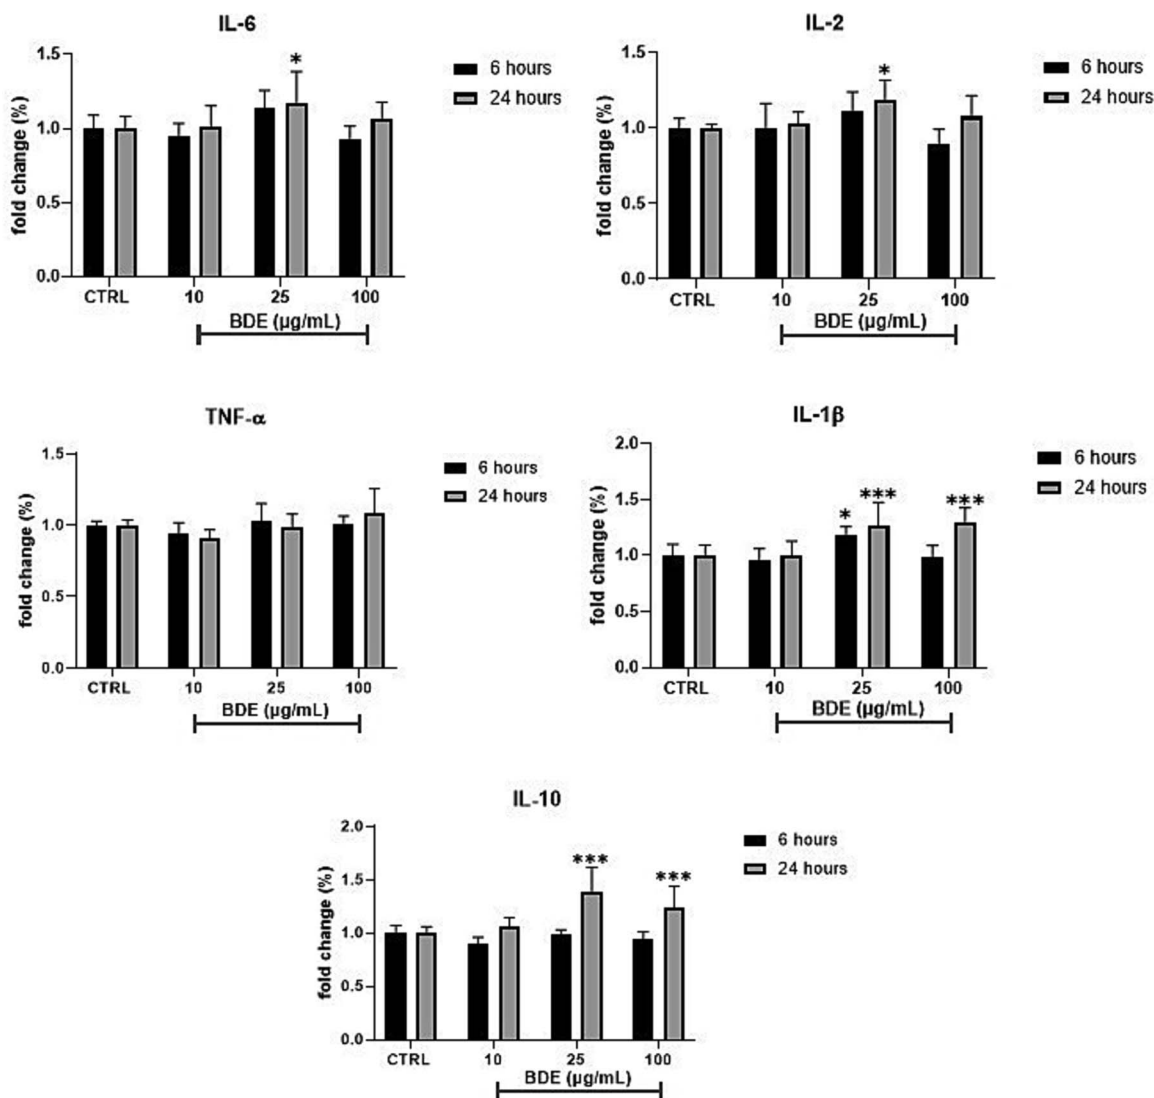 IL-6
1.5
1.0
0.5
0.0
fold change (%)
*
6 hours
24 hours
CTRL 10 25 100
BDE (µg/mL)
IL-2
1.5
1.0
0.5
0.0
fold change (%)
*
6 hours
24 hours
CTRL 10 25 100
BDE (µg/mL)
TNF-α
1.5
1.0
0.5
0.0
fold change (%)
6 hours
24 hours
CTRL 10 25 100
BDE (µg/mL)
IL-1β
2.0
1.5
1.0
0.5
0.0
fold change (%)
* *** ***
6 hours
24 hours
CTRL 10 25 100
BDE (µg/mL)
IL-10
2.0
1.5
1.0
0.5
0.0
fold change (%)
*** ***
6 hours
24 hours
CTRL 10 25 100
BDE (µg/mL)